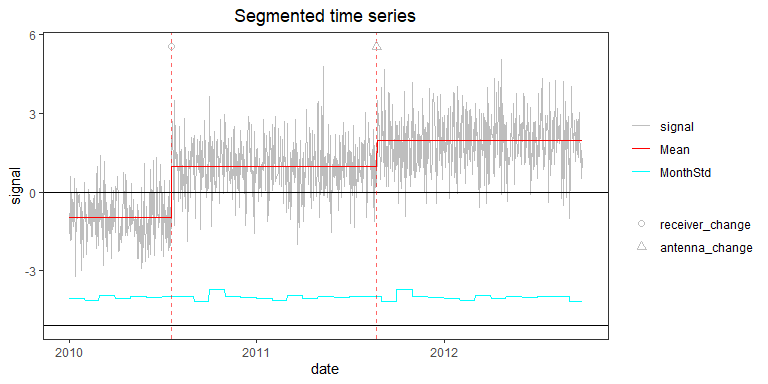 Segmented time series
6
3
0
-3
signal
2010
2011
2012
date
signal
Mean
MonthStd
receiver_change
antenna_change